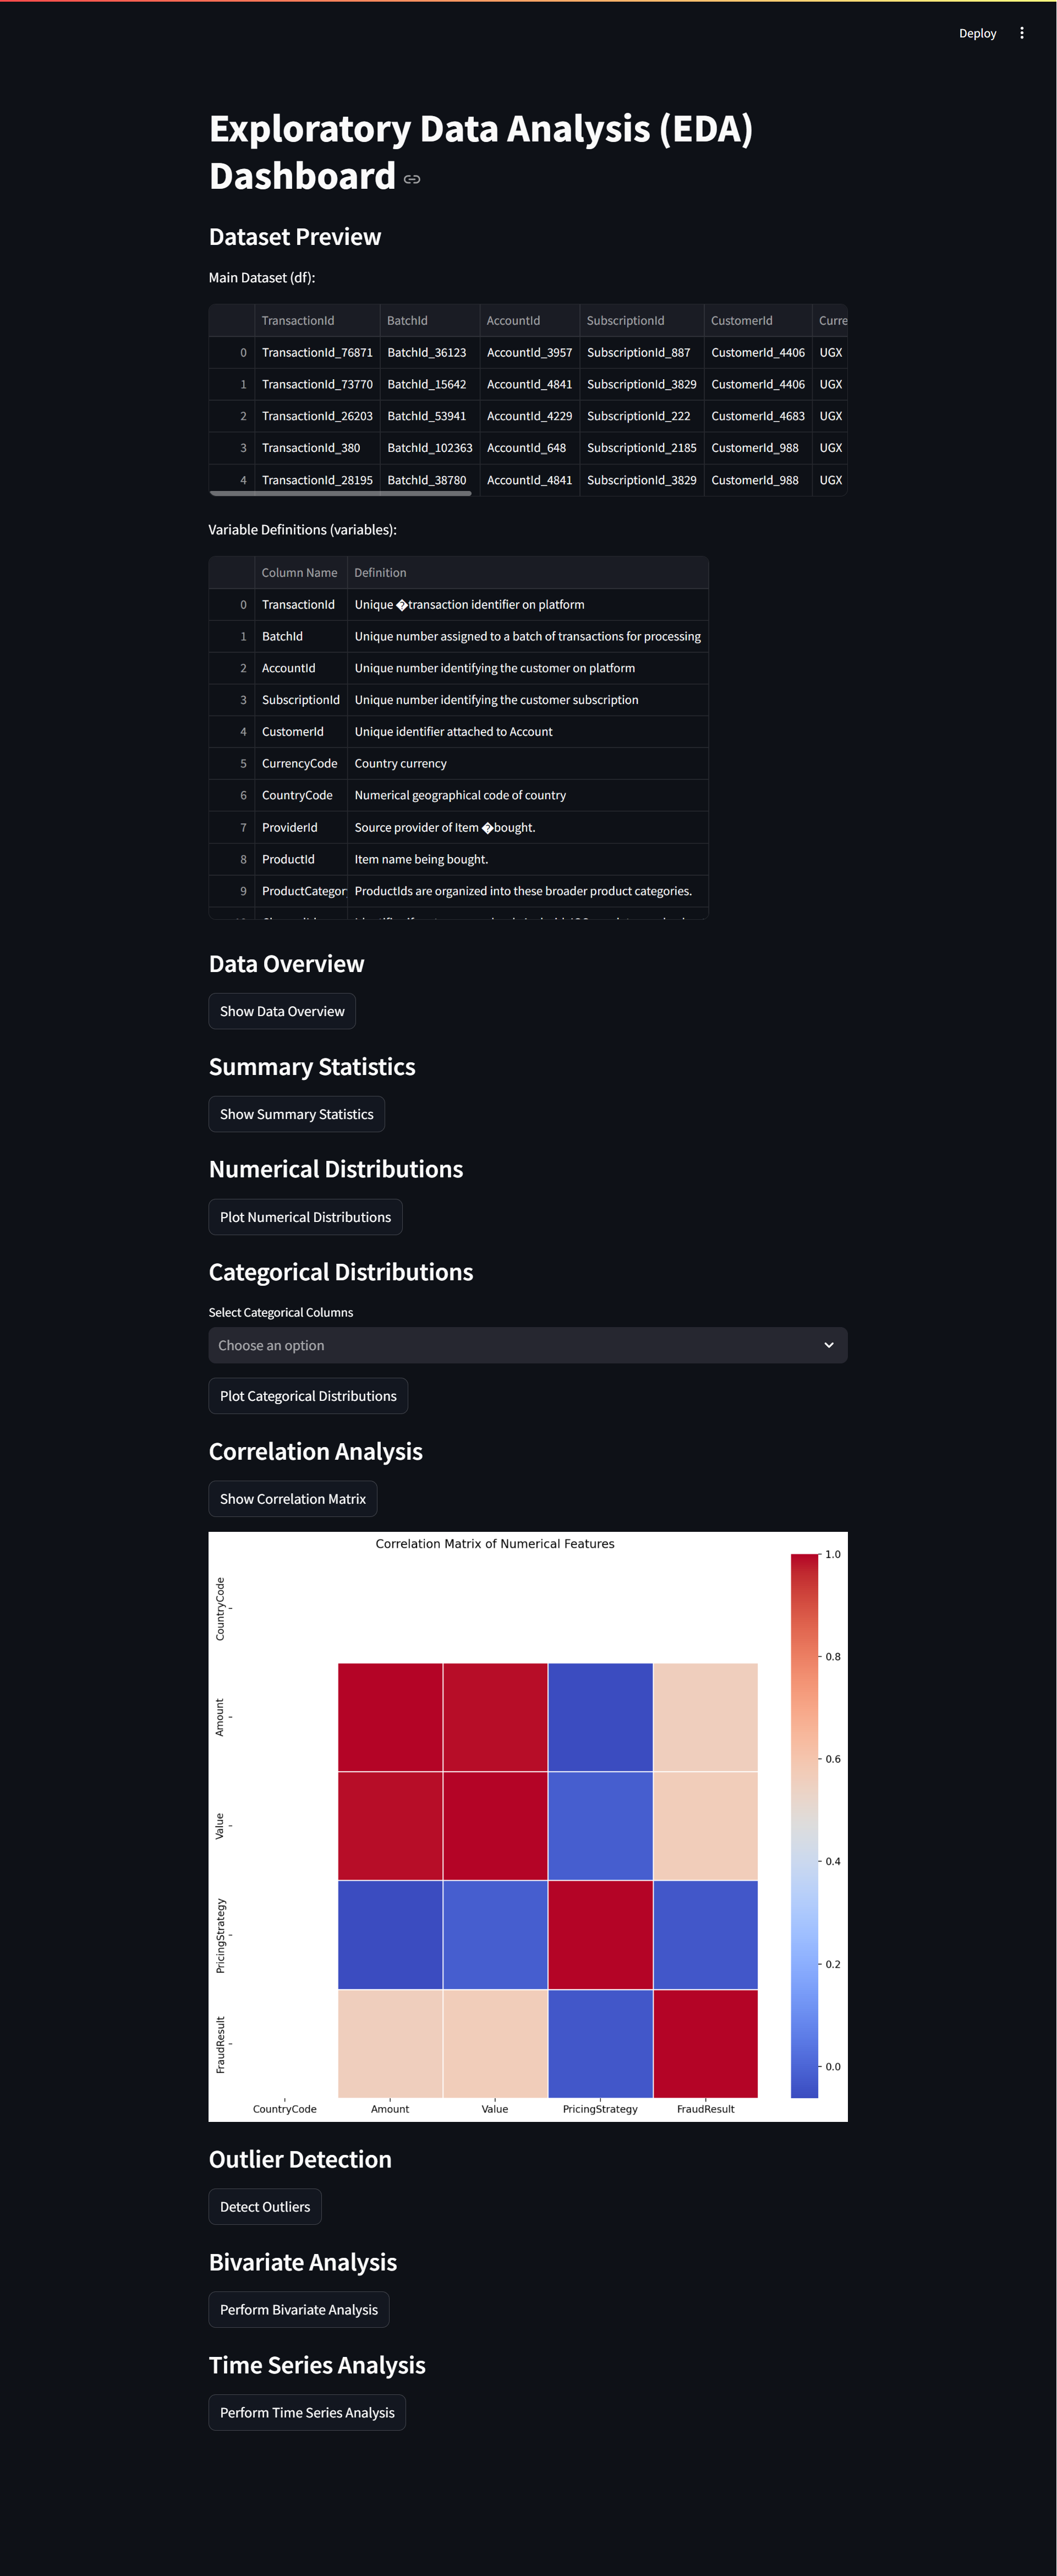 Deploy
Exploratory Data Analysis (EDA)
Dashboard
Dataset Preview
Main Dataset (df):
TransactionId BatchId AccountId SubscriptionId CustomerId Curre
0 TransactionId_76871 BatchId_36123 AccountId_3957 SubscriptionId_887 CustomerId_4406 UGX
1 TransactionId_73770 BatchId_15642 AccountId_4841 SubscriptionId_3829 CustomerId_4406 UGX
2 TransactionId_26203 BatchId_53941 AccountId_4229 SubscriptionId_222 CustomerId_4683 UGX
3 TransactionId_380 BatchId_102363 AccountId_648 SubscriptionId_2185 CustomerId_988 UGX
4 TransactionId_28195 BatchId_38780 AccountId_4841 SubscriptionId_3829 CustomerId_988 UGX
Variable Definitions (variables):
Column Name Definition
0 TransactionId Unique �transaction identifier on platform
1 BatchId Unique number assigned to a batch of transactions for processing
2 AccountId Unique number identifying the customer on platform
3 SubscriptionId Unique number identifying the customer subscription
4 CustomerId Unique identifier attached to Account
5 CurrencyCode Country currency
6 CountryCode Numerical geographical code of country
7 ProviderId Source provider of Item �bought.
8 ProductId Item name being bought.
9 ProductCategor ProductIds are organized into these broader product categories.
Data Overview
Show Data Overview
Summary Statistics
Show Summary Statistics
Numerical Distributions
Plot Numerical Distributions
Categorical Distributions
Select Categorical Columns
Choose an option
Plot Categorical Distributions
Correlation Analysis
Show Correlation Matrix
Correlation Matrix of Numerical Features
CountryCode
Amount
Value
PricingStrategy
FraudResult
CountryCode Amount Value PricingStrategy FraudResult
1.0
0.8
0.6
0.4
0.2
0.0
Outlier Detection
Detect Outliers
Bivariate Analysis
Perform Bivariate Analysis
Time Series Analysis
Perform Time Series Analysis